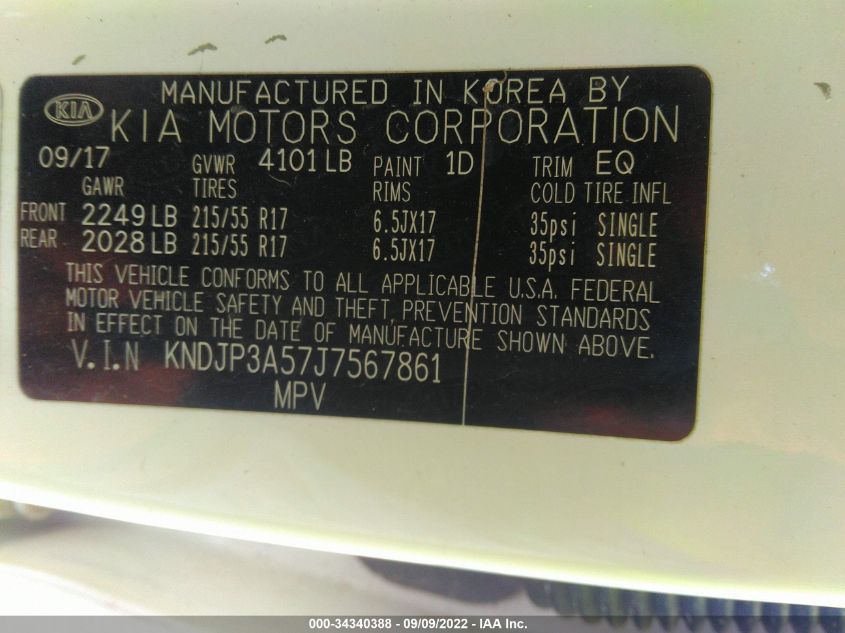 MANUFACTURED IN KOREA BY
KIA KIA MOTORS CORPORATION
09/17 GVWR 4101 LB PAINT 1D TRIM EQ
GAWR TIRES RIMS COLD TIRE INFL
FRONT 2249 LB 215/55 R17 6.5JX17 35psi SINGLE
REAR 2028 LB 215/55 R17 6.5JX17 35psi SINGLE
THIS VEHICLE CONFORMS TO ALL APPLICABLE U.S.A. FEDERAL
MOTOR VEHICLE SAFETY AND THEFT PREVENTION STANDARDS
IN EFFECT ON THE DATE OF MANUFACTURE SHOWN ABOVE.
V.I.N KNDJP3A57J7567861
MPV
000-34340388 - 09/09/2022 - IAA Inc.